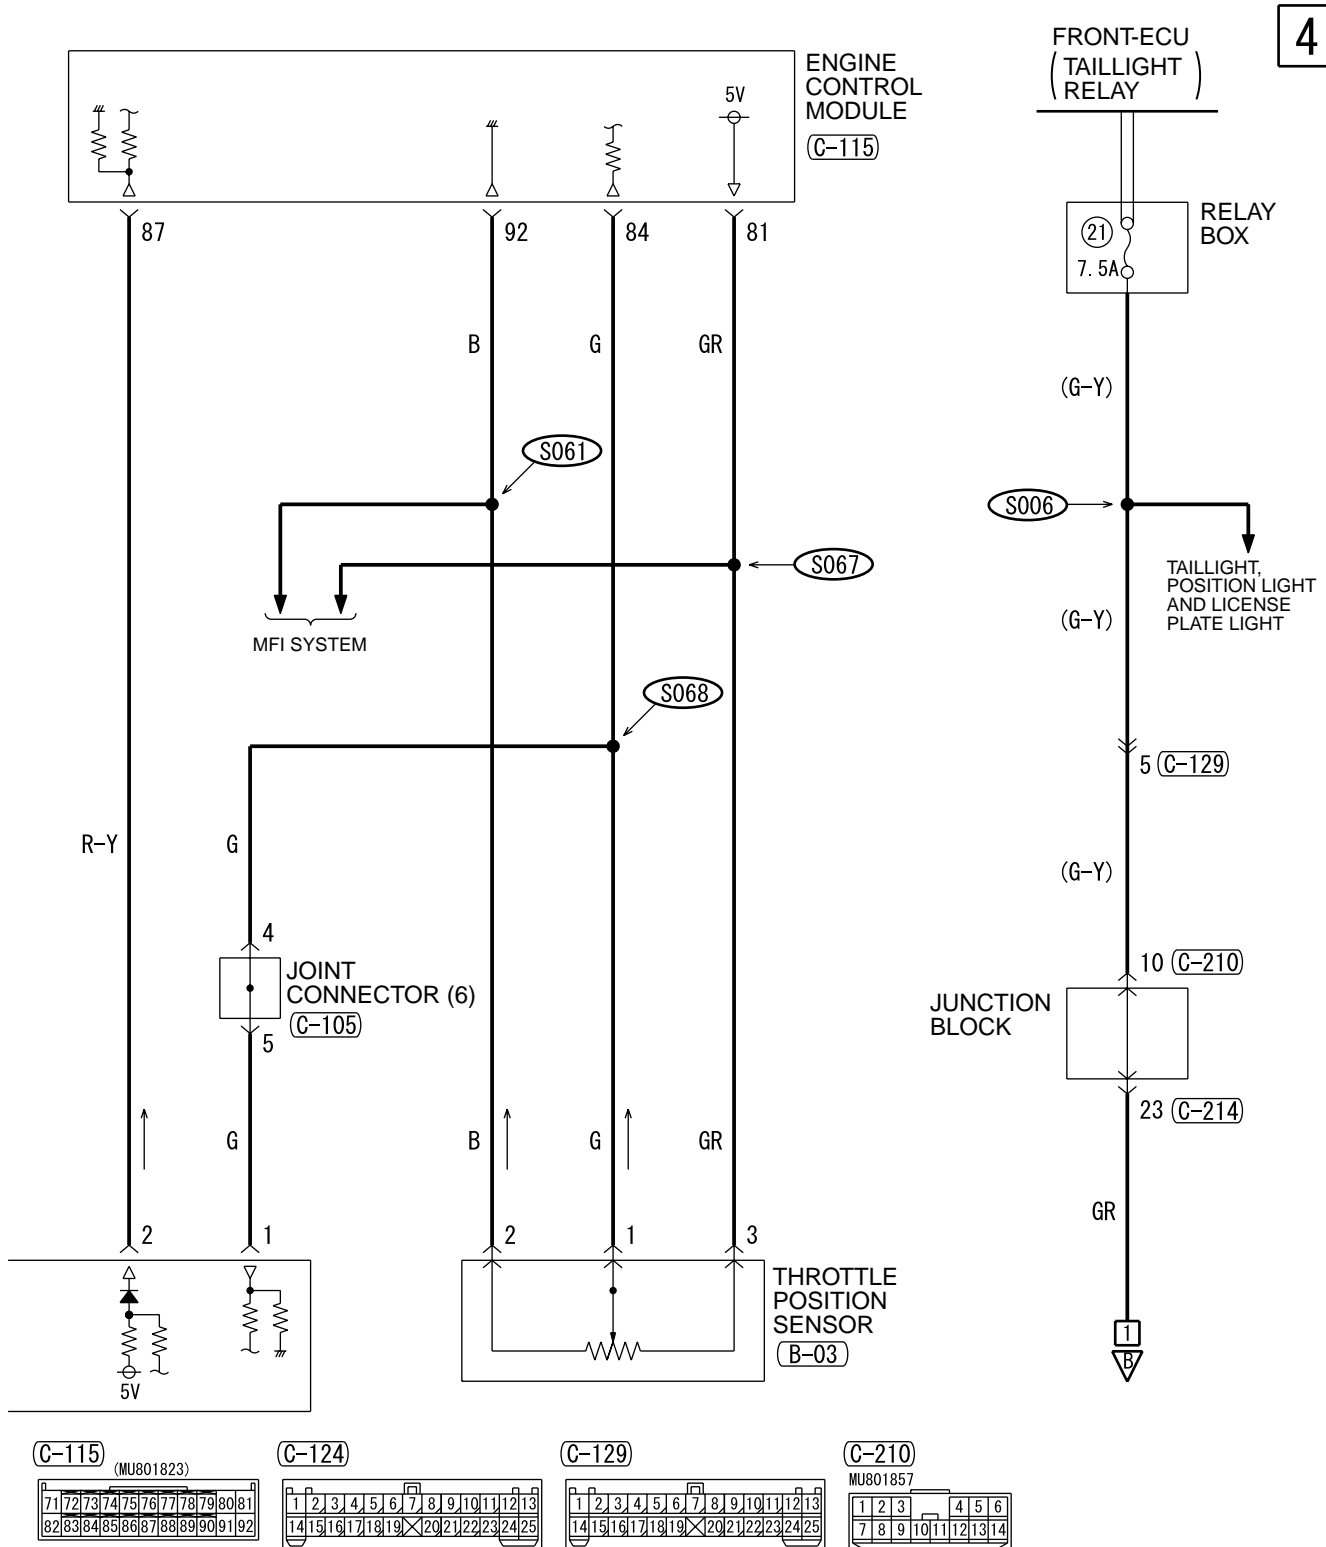 4
FRONT-ECU
( TAILLIGHT
RELAY )
ENGINE
CONTROL
MODULE
C-115
5V
87
92
84
81
RELAY
BOX
21
7.5A
B
G
GR
(G-Y)
S061
S006
S067
TAILLIGHT,
POSITION LIGHT
AND LICENSE
PLATE LIGHT
(G-Y)
MFI SYSTEM
S068
5 C-129
R-Y
G
(G-Y)
4
10 C-210
JOINT
CONNECTOR (6)
C-105
JUNCTION
BLOCK
5
23 C-214
G
B
G
GR
GR
2
1
2
1
3
THROTTLE
POSITION
SENSOR
B-03
5V
1
B
C-115
(MU801823)
71 72 73 74 75 76 77 78 79 80 81
82 83 84 85 86 87 88 89 90 91 92
C-124
1 2 3 4 5 6 7 8 9 10 11 12 13
14 15 16 17 18 19 20 21 22 23 24 25
C-129
1 2 3 4 5 6 7 8 9 10 11 12 13
14 15 16 17 18 19 20 21 22 23 24 25
C-210
MU801857
1 2 3 4 5 6
7 8 9 10 11 12 13 14